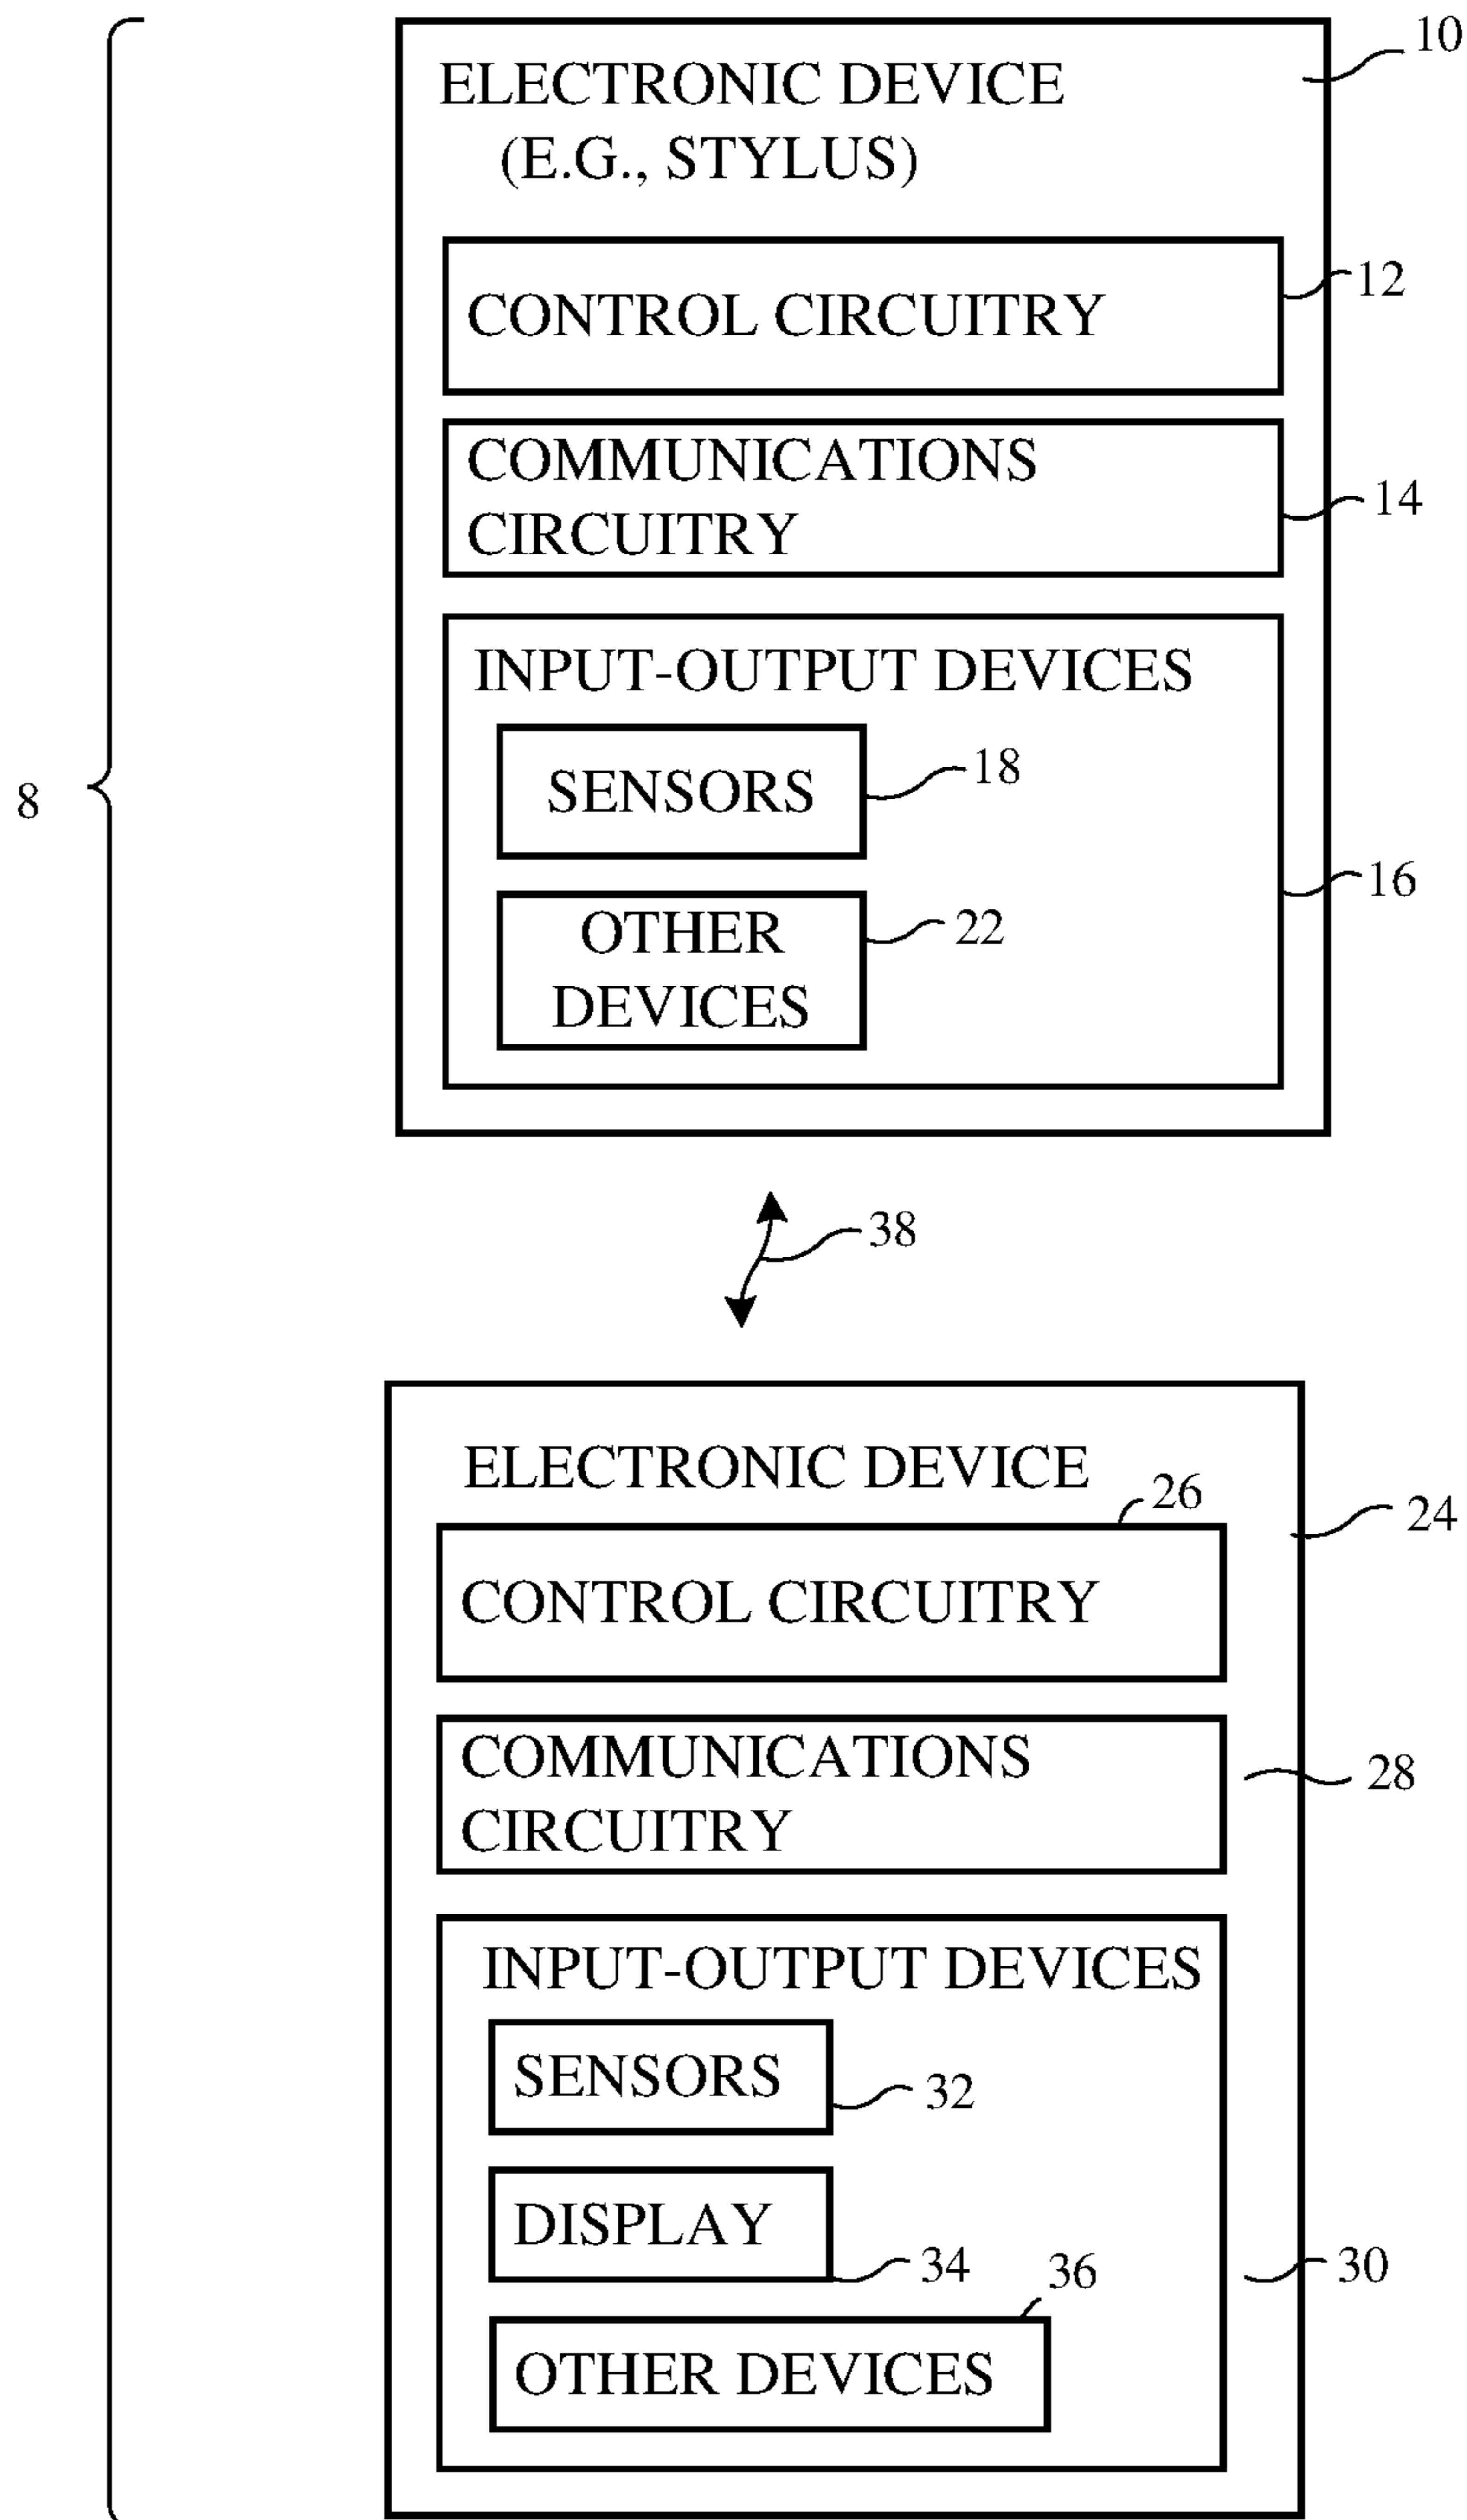 10
ELECTRONIC DEVICE
(E.G., STYLUS)
12
CONTROL CIRCUITRY
COMMUNICATIONS
14
CIRCUITRY
INPUT-OUTPUT DEVICES
18
SENSORS
8
16
22
OTHER
DEVICES
38
ELECTRONIC DEVICE
26
24
CONTROL CIRCUITRY
COMMUNICATIONS
28
CIRCUITRY
INPUT-OUTPUT DEVICES
SENSORS
32
DISPLAY
34
36
30
OTHER DEVICES